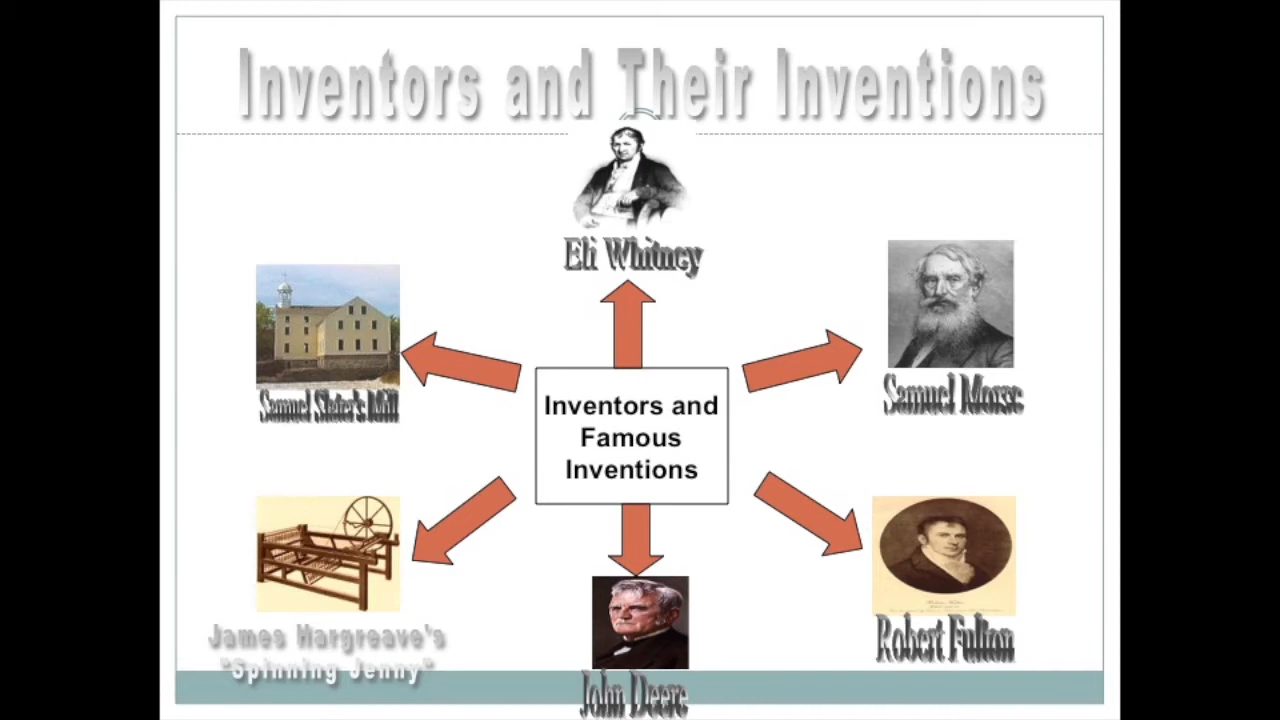 Inventors and Their Inventions
Eli Whitney
Samuel Slater's Mill
Samuel Morse
Inventors and
Famous
Inventions
James Hargreave's
"Spinning Jenny"
John Deere
Robert Fulton